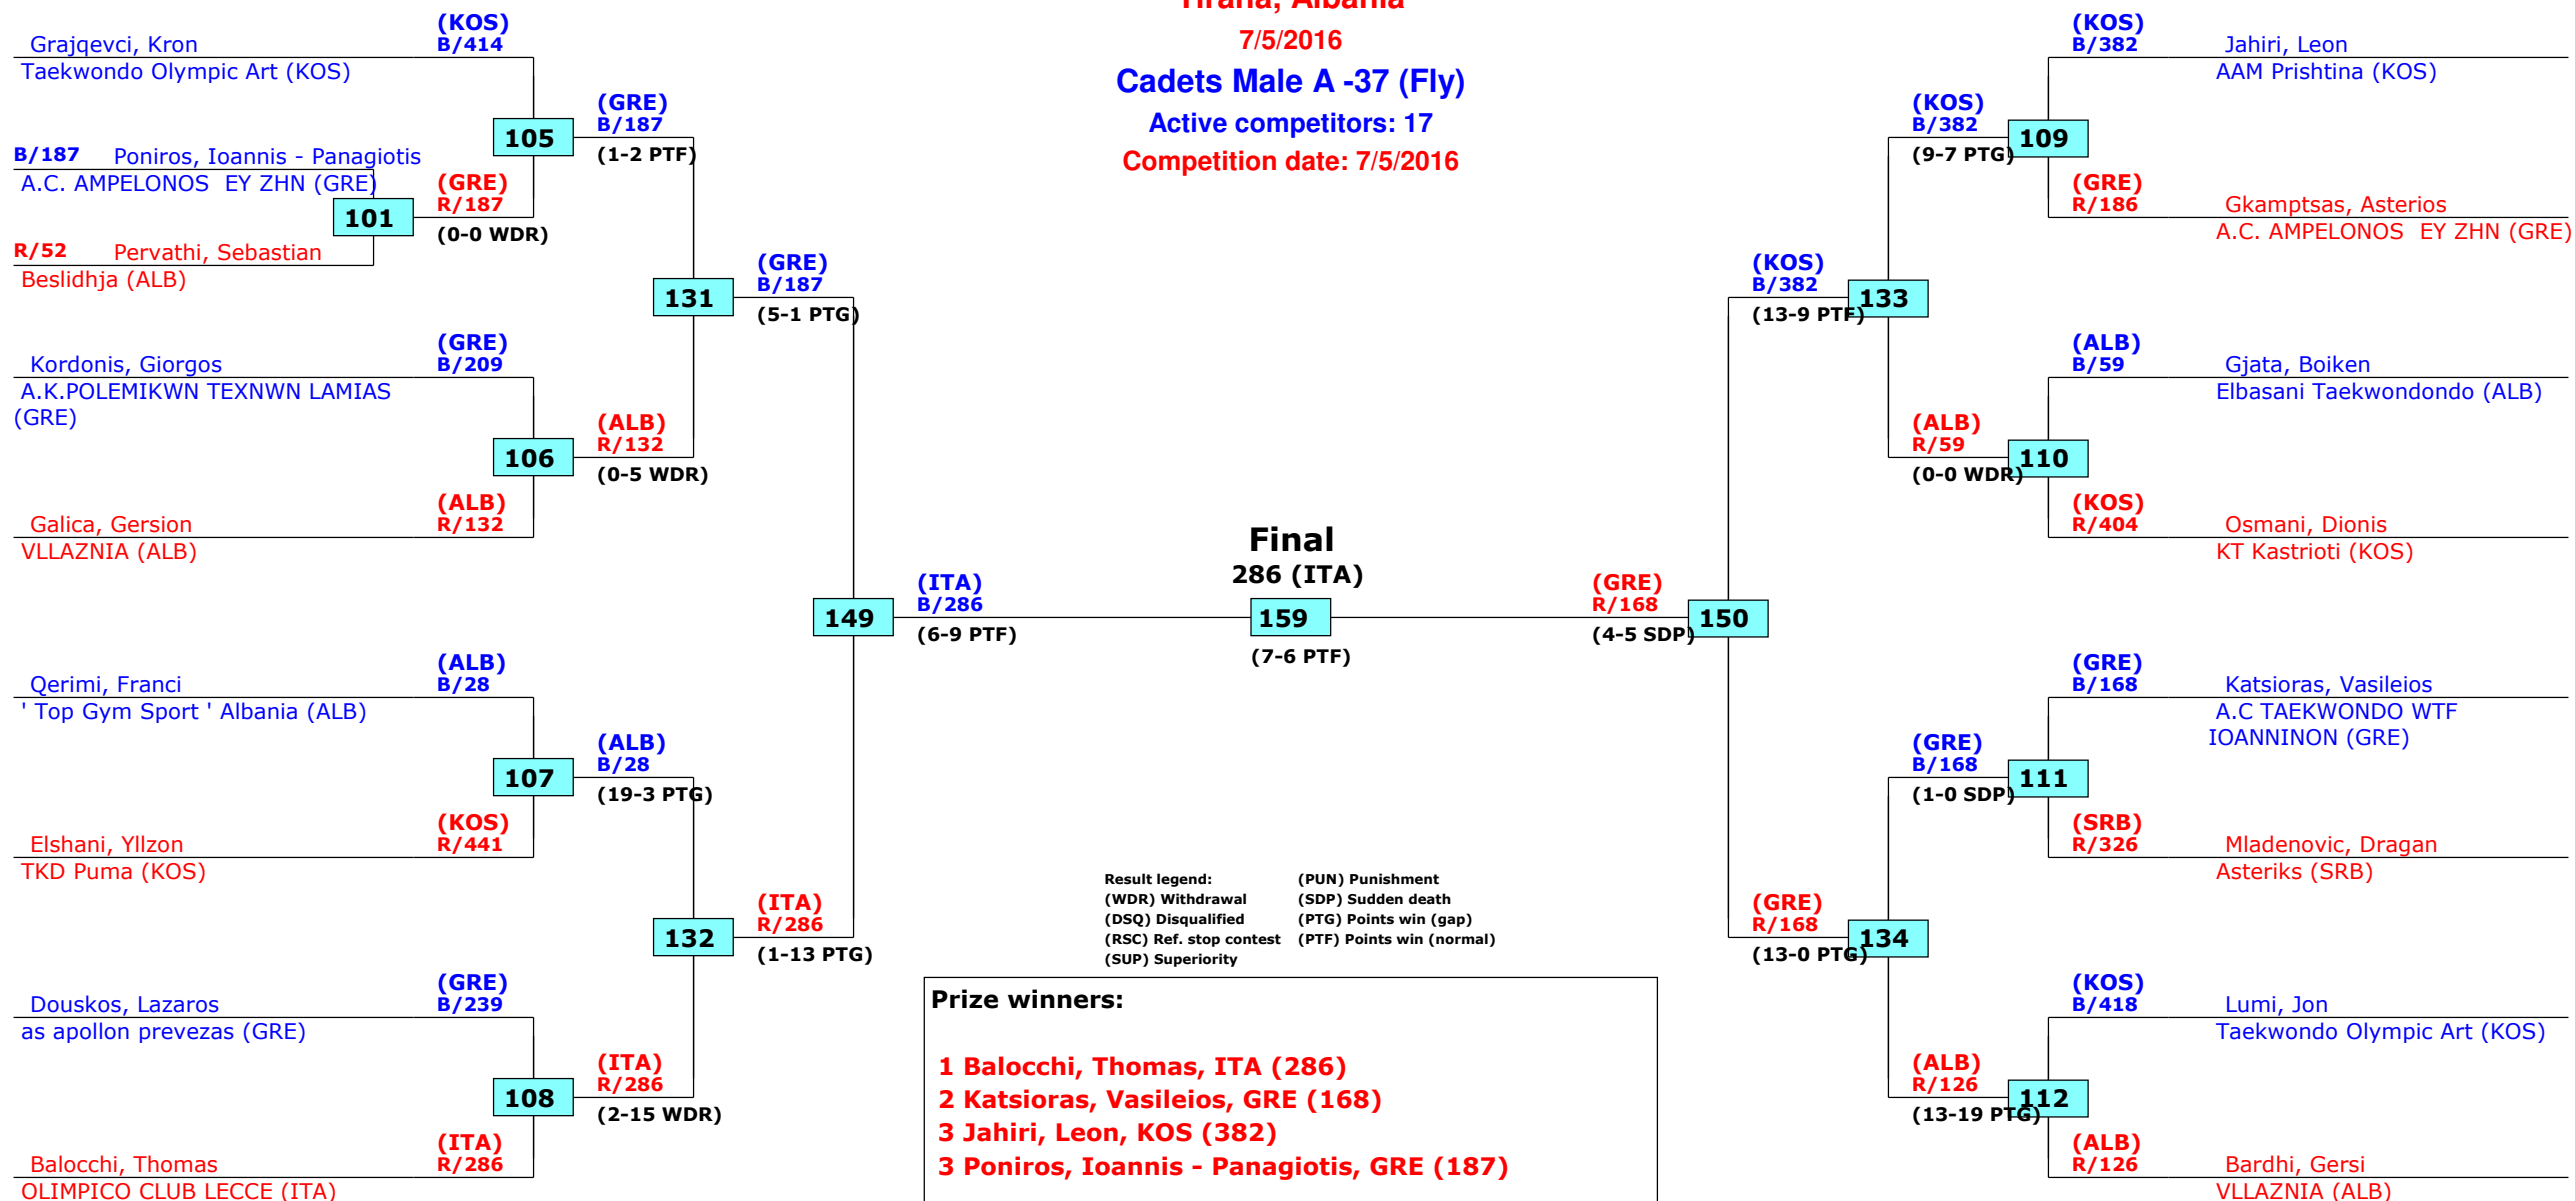 Tirana, Albania
7/5/2016
Cadets Male A -37 (Fly)
Active competitors: 17
Competition date: 7/5/2016
(KOS)
Grajqevci, Kron B/414
Taekwondo Olympic Art (KOS)
105
(GRE)
B/187
(1-2 PTF)
B/187 Poniros, Ioannis - Panagiotis
A.C. AMPELONOS  EY ZHN (GRE)
101
(GRE)
R/187
(0-0 WDR)
R/52 Pervathi, Sebastian
Beslidhja (ALB)
131
(GRE)
B/187
(5-1 PTG)
(GRE)
Kordonis, Giorgos B/209
A.K.POLEMIKWN TEXNWN LAMIAS
(GRE)
106
(ALB)
R/132
(0-5 WDR)
(ALB)
Galica, Gersion R/132
VLLAZNIA (ALB)
149
(ITA)
B/286
(6-9 PTF)
(ALB)
Qerimi, Franci B/28
' Top Gym Sport ' Albania (ALB)
107
(ALB)
B/28
(19-3 PTG)
(KOS)
Elshani, Yllzon R/441
TKD Puma (KOS)
132
(ITA)
R/286
(1-13 PTG)
(GRE)
Douskos, Lazaros B/239
as apollon prevezas (GRE)
108
(ITA)
R/286
(2-15 WDR)
(ITA)
Balocchi, Thomas R/286
OLIMPICO CLUB LECCE (ITA)
Final
286 (ITA)
159
(7-6 PTF)
(GRE)
R/168
(4-5 SDP)
150
(KOS)
B/382 Jahiri, Leon
AAM Prishtina (KOS)
(KOS)
B/382
(9-7 PTG)
109
(GRE)
R/186 Gkamptsas, Asterios
A.C. AMPELONOS  EY ZHN (GRE)
(KOS)
B/382
(13-9 PTF)
133
(ALB)
B/59 Gjata, Boiken
Elbasani Taekwondondo (ALB)
(ALB)
R/59
(0-0 WDR)
110
(KOS)
R/404 Osmani, Dionis
KT Kastrioti (KOS)
(GRE)
B/168 Katsioras, Vasileios
A.C TAEKWONDO WTF
IOANNINON (GRE)
(GRE)
B/168
(1-0 SDP)
111
(SRB)
R/326 Mladenovic, Dragan
Asteriks (SRB)
(GRE)
R/168
(13-0 PTG)
134
(KOS)
B/418 Lumi, Jon
Taekwondo Olympic Art (KOS)
(ALB)
R/126
(13-19 PTG)
112
(ALB)
R/126 Bardhi, Gersi
VLLAZNIA (ALB)
Result legend: (PUN) Punishment
(WDR) Withdrawal (SDP) Sudden death
(DSQ) Disqualified (PTG) Points win (gap)
(RSC) Ref. stop contest (PTF) Points win (normal)
(SUP) Superiority
Prize winners:
1 Balocchi, Thomas, ITA (286)
2 Katsioras, Vasileios, GRE (168)
3 Jahiri, Leon, KOS (382)
3 Poniros, Ioannis - Panagiotis, GRE (187)